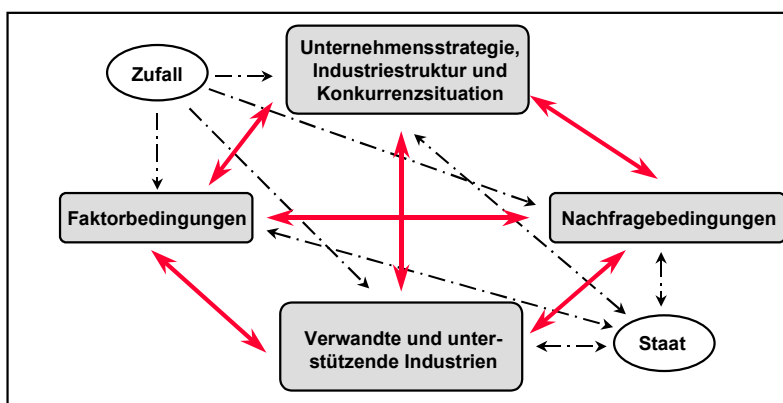 Unternehmensstrategie,
Industriestruktur und
Konkurrenzsituation
Zufall
Faktorbedingungen
Nachfragebedingungen
Verwandte und unter-
stützende Industrien
Staat